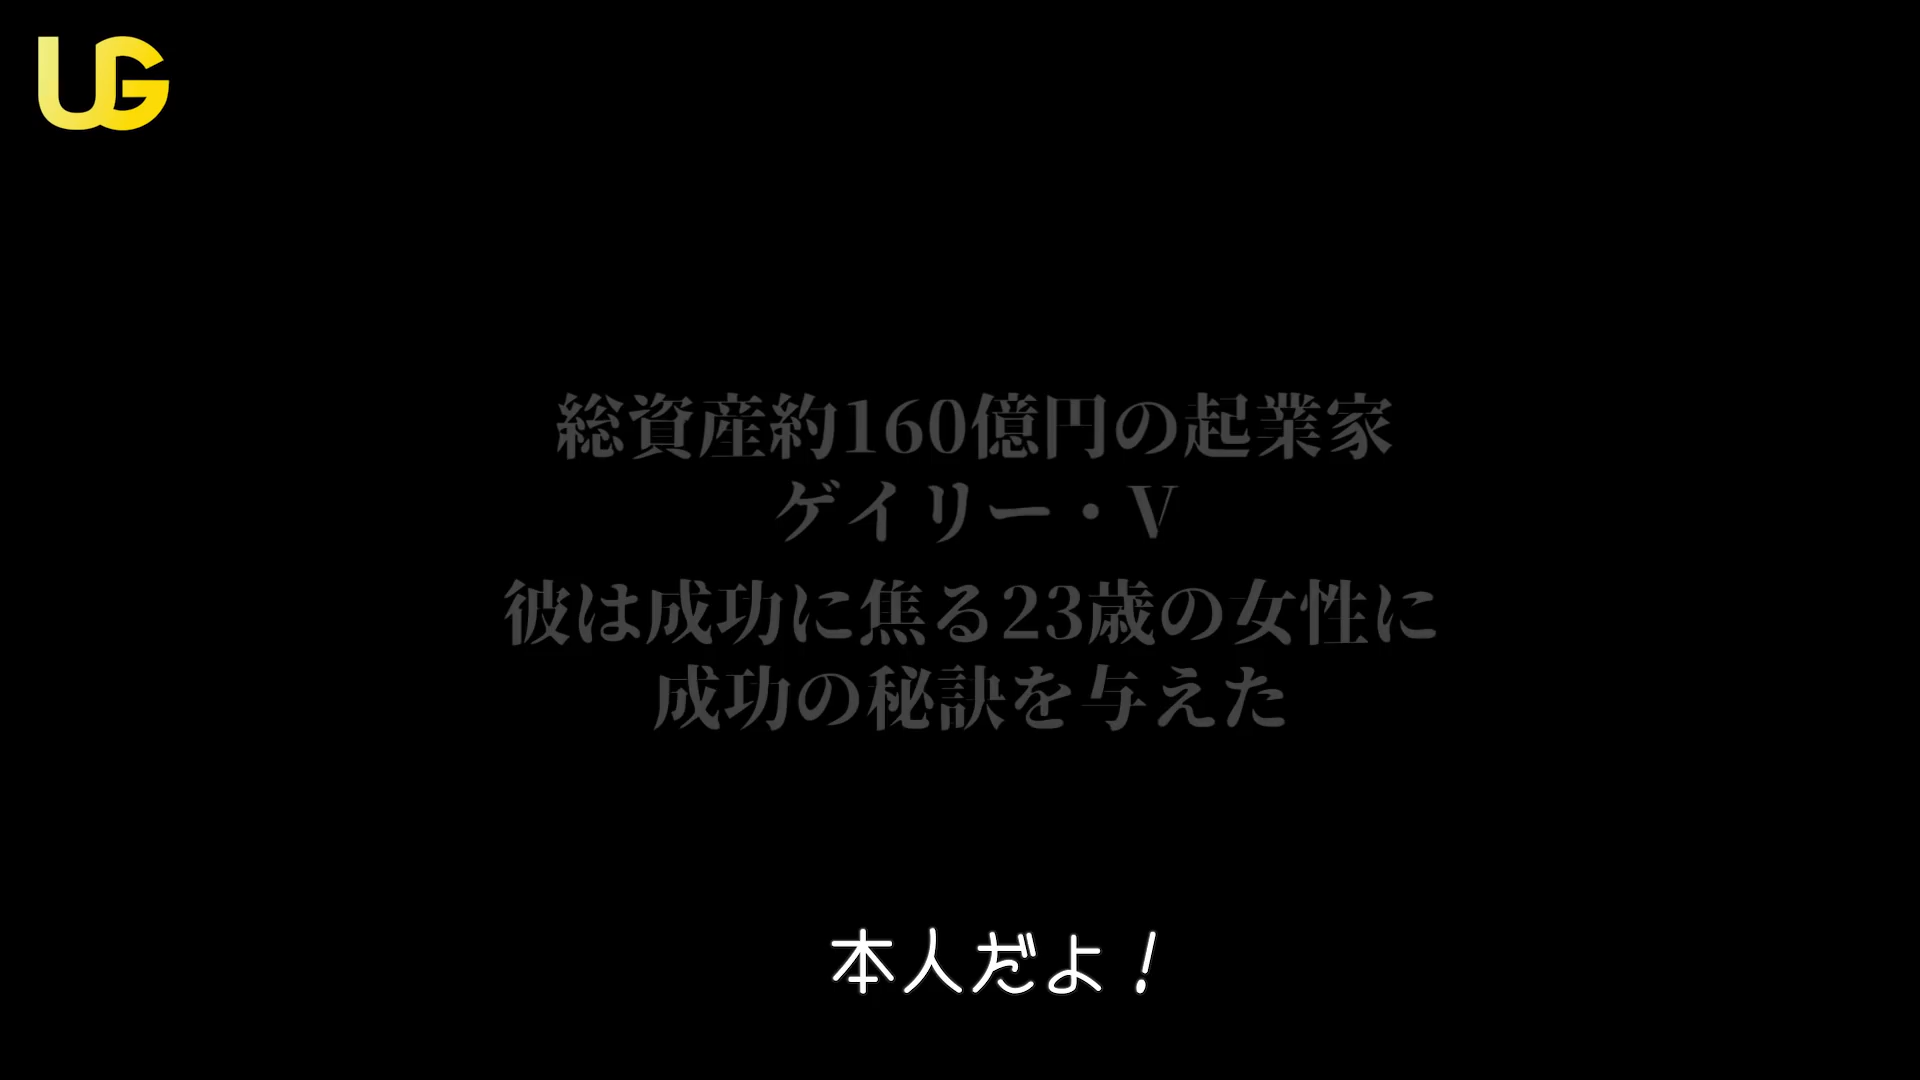 UG
総資産約160億円の起業家
ゲイリー・V
彼は成功に焦る23歳の女性に
成功の秘訣を与えた
本人だよ！